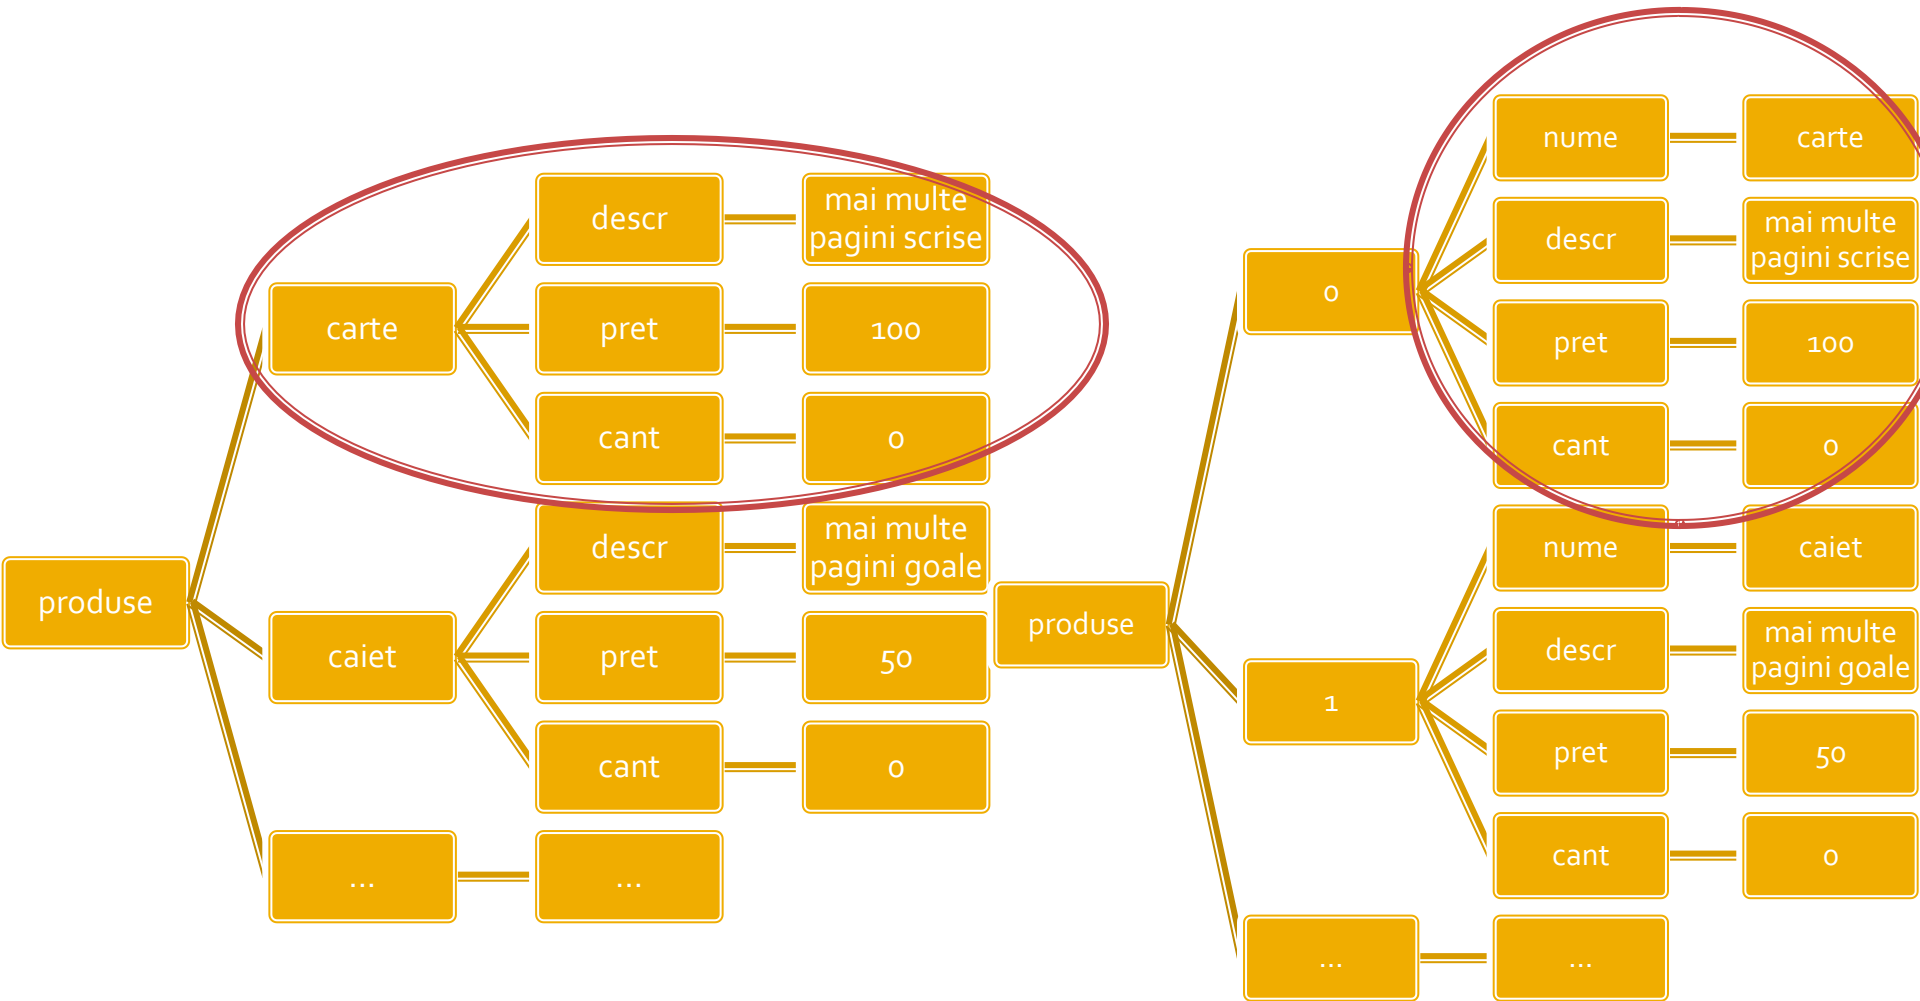 produse
carte
descr
mai multe
pagini scrise
pret
100
cant
0
caiet
descr
mai multe
pagini goale
pret
50
cant
0
...
...
produse
0
nume
carte
descr
mai multe
pagini scrise
pret
100
cant
0
1
nume
caiet
descr
mai multe
pagini goale
pret
50
cant
0
...
...